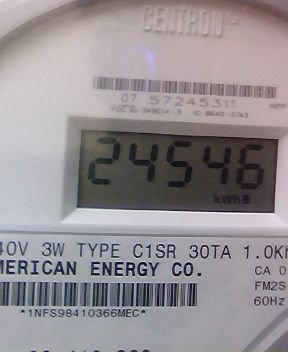 CENTRON
07 57245311
24546
kWh
40V 3W TYPE C1SR 30TA 1.0K
MERICAN ENERGY CO.
CA 0
FM2S
60Hz
*1NFS98410366MEC*